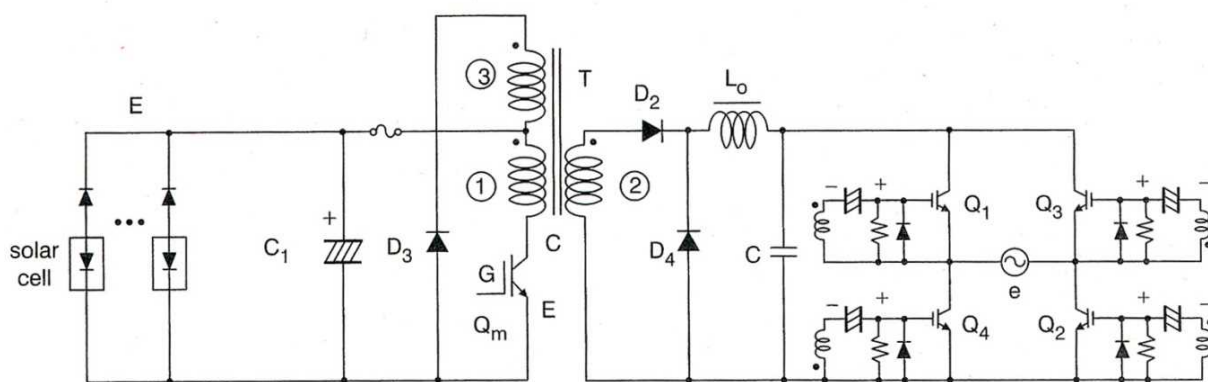 E
solar
cell
C1
+
D3
③
①
T
②
C
G
E
Qm
D2
D4
Lo
C
- +
Q1
Q3
+ -
e
- +
Q4
Q2
+ -